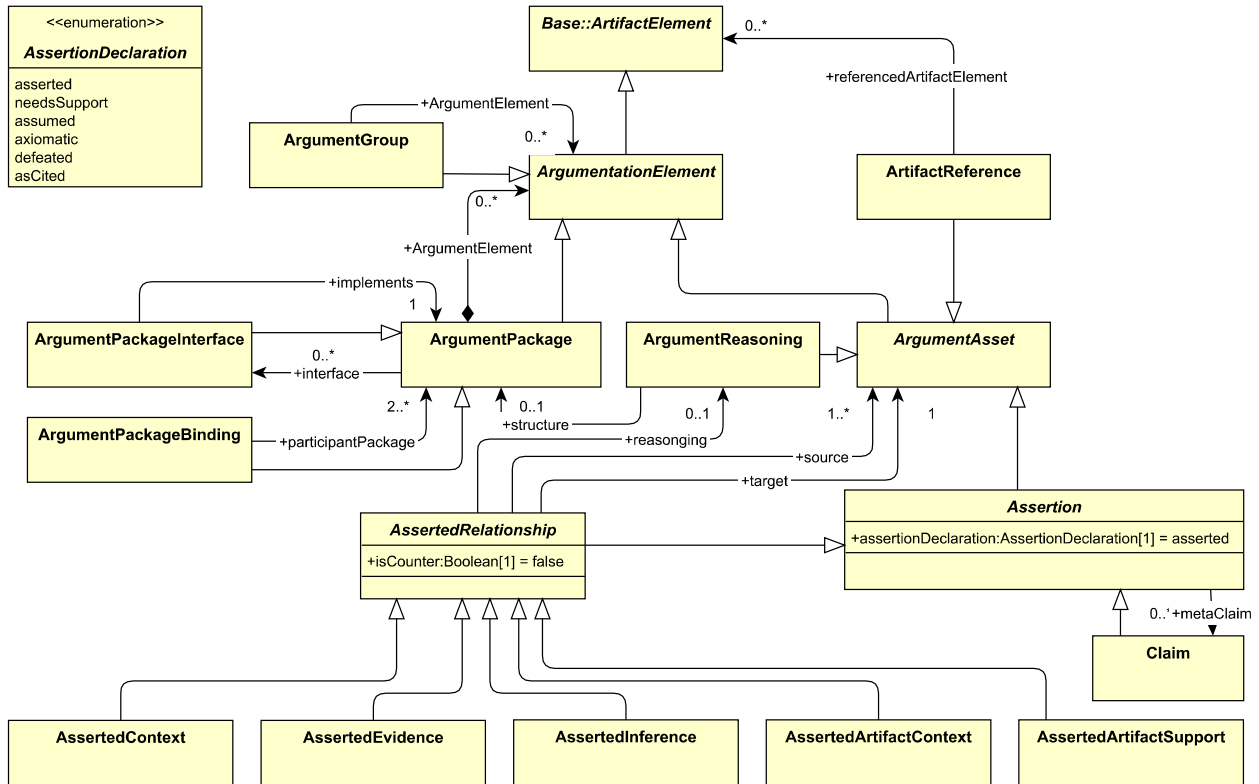 <<enumeration>>
AssertionDeclaration
asserted
needsSupport
assumed
axiomatic
defeated
asCited
Base::ArtifactElement
0..*
+referencedArtifactElement
+ArgumentElement
0..*
ArgumentGroup
ArgumentationElement
ArtifactReference
0..*
+ArgumentElement
+implements
1
ArgumentPackageInterface
ArgumentPackage
ArgumentReasoning
ArgumentAsset
0..*
+interface
2..*
0..1
+structure
0..1
1..*
1
ArgumentPackageBinding
+participantPackage
+reasonging
+source
+target
Assertion
+assertionDeclaration:AssertionDeclaration[1] = asserted
AssertedRelationship
+isCounter:Boolean[1] = false
+metaClaim
Claim
AssertedContext
AssertedEvidence
AssertedInference
AssertedArtifactContext
AssertedArtifactSupport